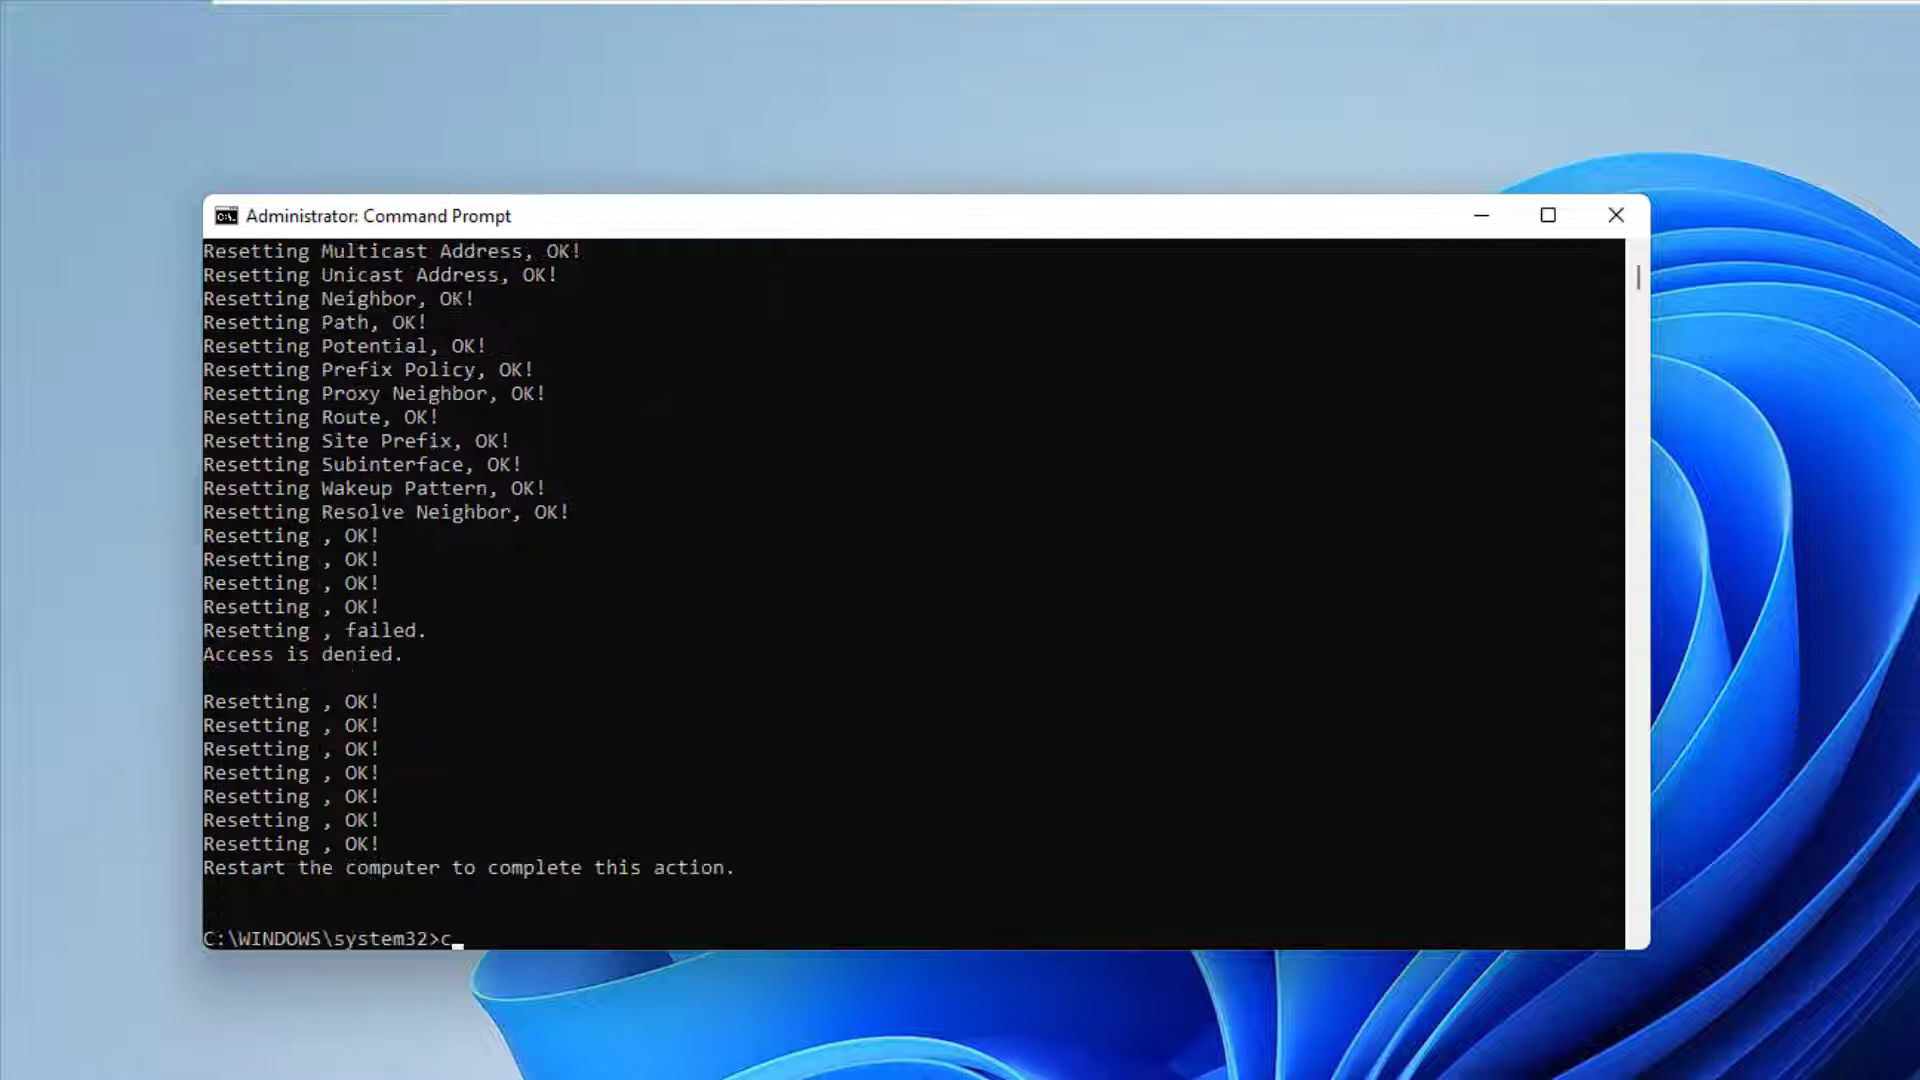 Administrator: Command Prompt
Resetting Multicast Address, OK!
Resetting Unicast Address, OK!
Resetting Neighbor, OK!
Resetting Path, OK!
Resetting Potential, OK!
Resetting Prefix Policy, OK!
Resetting Proxy Neighbor, OK!
Resetting Route, OK!
Resetting Site Prefix, OK!
Resetting Subinterface, OK!
Resetting Wakeup Pattern, OK!
Resetting Resolve Neighbor, OK!
Resetting , OK!
Resetting , OK!
Resetting , OK!
Resetting , OK!
Resetting , failed.
Access is denied.
Resetting , OK!
Resetting , OK!
Resetting , OK!
Resetting , OK!
Resetting , OK!
Resetting , OK!
Resetting , OK!
Restart the computer to complete this action.
C:\WINDOWS\system32>c